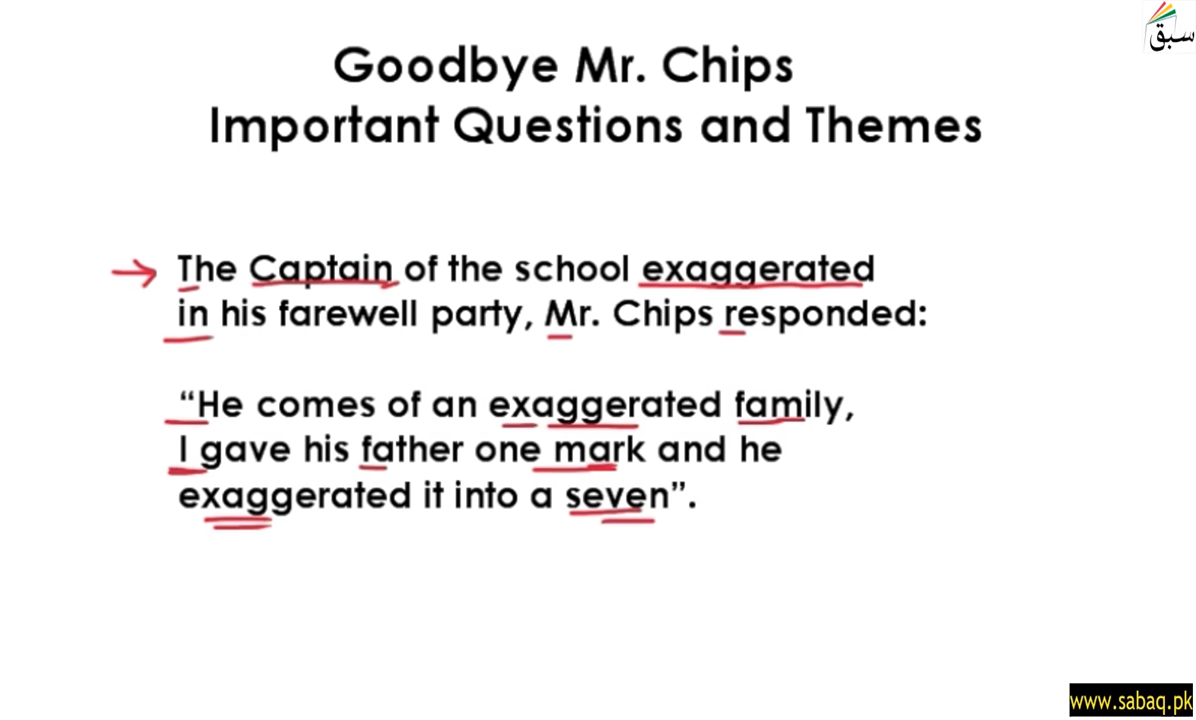 سبق
Goodbye Mr. Chips
Important Questions and Themes
The Captain of the school exaggerated
in his farewell party, Mr. Chips responded:
“He comes of an exaggerated family,
I gave his father one mark and he
exaggerated it into a seven”.
www.sabaq.pk